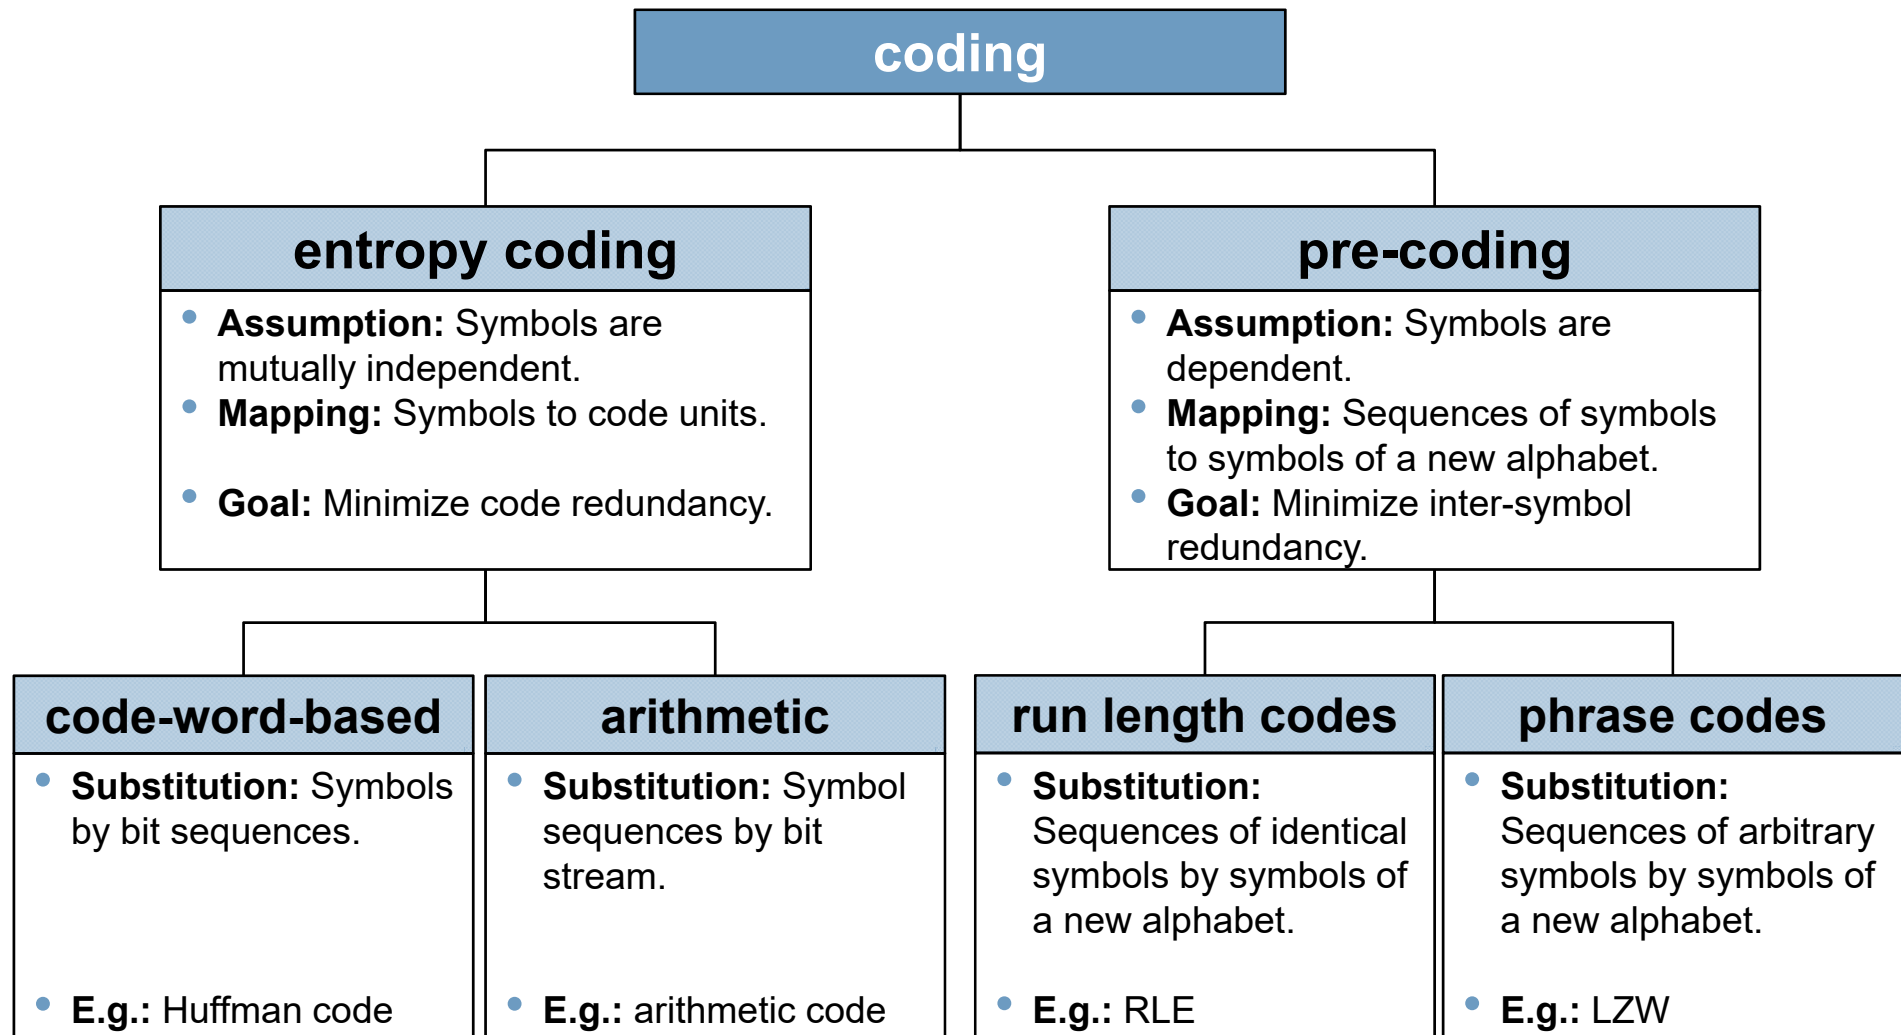 coding
entropy coding
• Assumption: Symbols are
mutually independent.
• Mapping: Symbols to code units.
• Goal: Minimize code redundancy.
pre-coding
• Assumption: Symbols are
dependent.
• Mapping: Sequences of symbols
to symbols of a new alphabet.
• Goal: Minimize inter-symbol
redundancy.
code-word-based
• Substitution: Symbols
by bit sequences.
• E.g.: Huffman code
arithmetic
• Substitution: Symbol
sequences by bit
stream.
• E.g.: arithmetic code
run length codes
• Substitution:
Sequences of identical
symbols by symbols of
a new alphabet.
• E.g.: RLE
phrase codes
• Substitution:
Sequences of arbitrary
symbols by symbols of
a new alphabet.
• E.g.: LZW